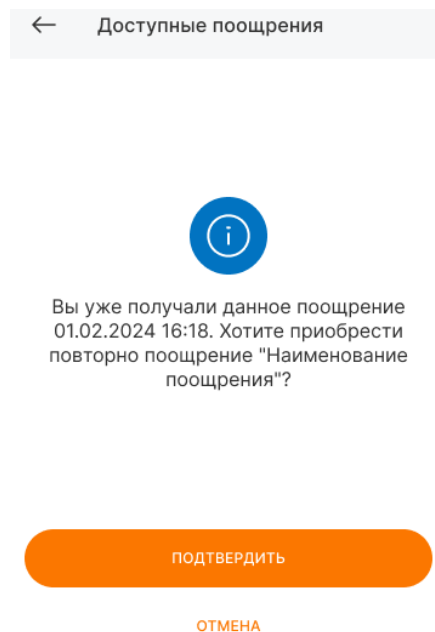 Доступные поощрения
Вы уже получали данное поощрение
01.02.2024 16:18. Хотите приобрести
повторно поощрение "Наименование
поощрения"?
ПОДТВЕРДИТЬ
ОТМЕНА